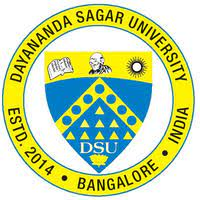 DAYANANDA SAGAR UNIVERSITY
ESTD. 2014 • BANGALORE • INDIA
DSU